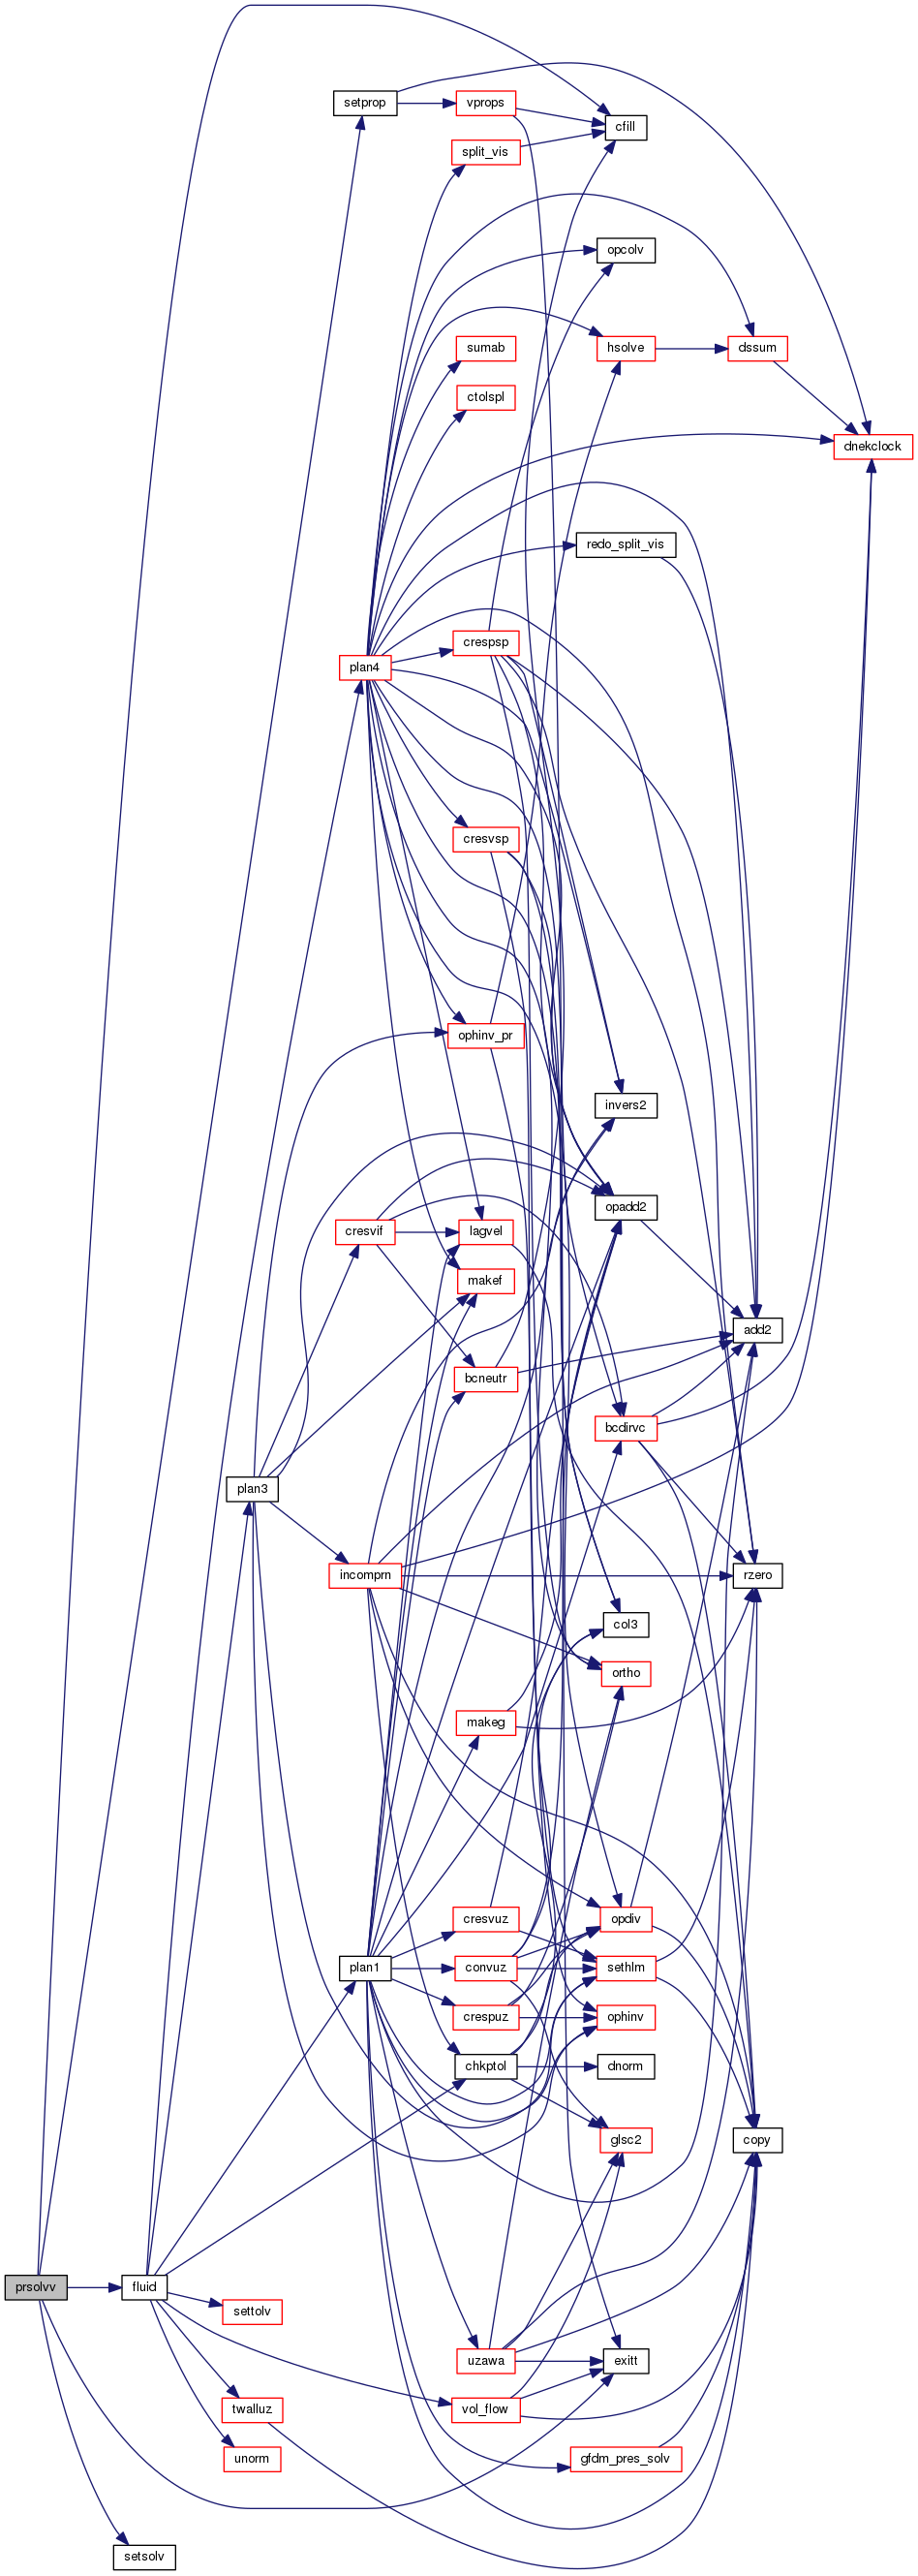 setprop
vprops
cfill
split_vis
opcolv
sumab
hsolve
dssum
ctolspl
dnekclock
redo_split_vis
crespsp
plan4
cresvsp
ophinv_pr
invers2
opadd2
cresvif
lagvel
makef
add2
bcneutr
bcdirvc
plan3
incomprn
rzero
col3
ortho
makeg
cresvuz
opdiv
plan1
convuz
sethlm
crespuz
ophinv
chkptol
dnorm
glsc2
copy
prsolvv
fluid
settolv
uzawa
exitt
twalluz
vol_flow
unorm
gfdm_pres_solv
setsolv